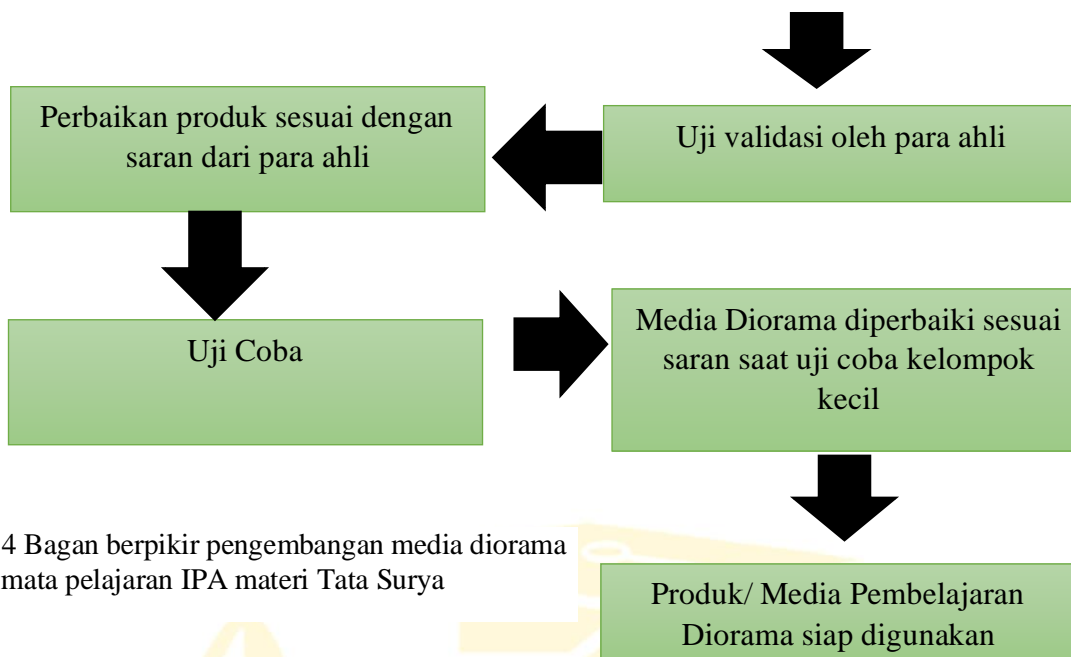 Uji validasi oleh para ahli
Perbaikan produk sesuai dengan
saran dari para ahli
Uji Coba
Media Diorama diperbaiki sesuai
saran saat uji coba kelompok
kecil
4 Bagan berpikir pengembangan media diorama
mata pelajaran IPA materi Tata Surya
Produk/ Media Pembelajaran
Diorama siap digunakan